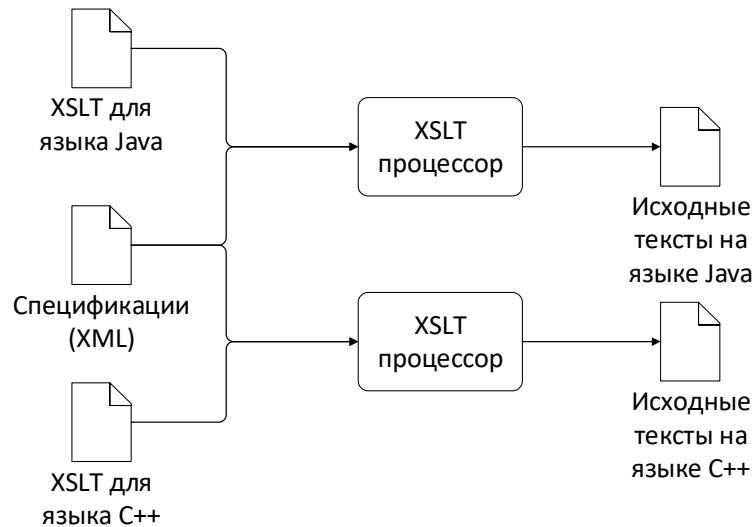 XSLT для
языка Java
XSLT
процессор
Исходные
тексты на
языке Java
Спецификации
(XML)
XSLT
процессор
Исходные
тексты на
языке C++
XSLT для
языка C++